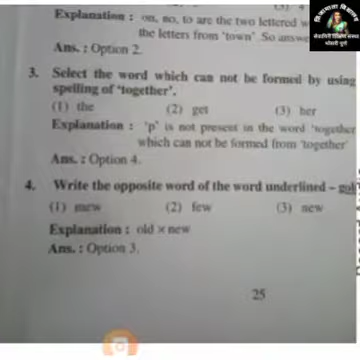 (3) 4
Explanation : on, no, to are the two lettered w
the letters from 'town'. So answe
Ans. : Option 2.
3. Select the word which can not be formed by using
spelling of 'together'.
(1) the (2) get (3) her
Explanation : 'p' is not present in the word 'together
which can not be formed from 'together'
Ans. : Option 4.
4. Write the opposite word of the word underlined –
(1) mew (2) few (3) new
Explanation : old × new
Ans. : Option 3.
25